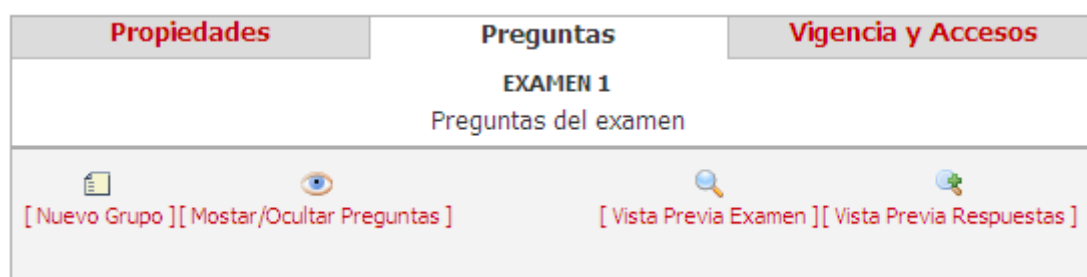 Propiedades Preguntas Vigencia y Accesos
EXAMEN 1
Preguntas del examen
[ Nuevo Grupo ][ Mostar/Ocultar Preguntas ] [ Vista Previa Examen ][ Vista Previa Respuestas ]